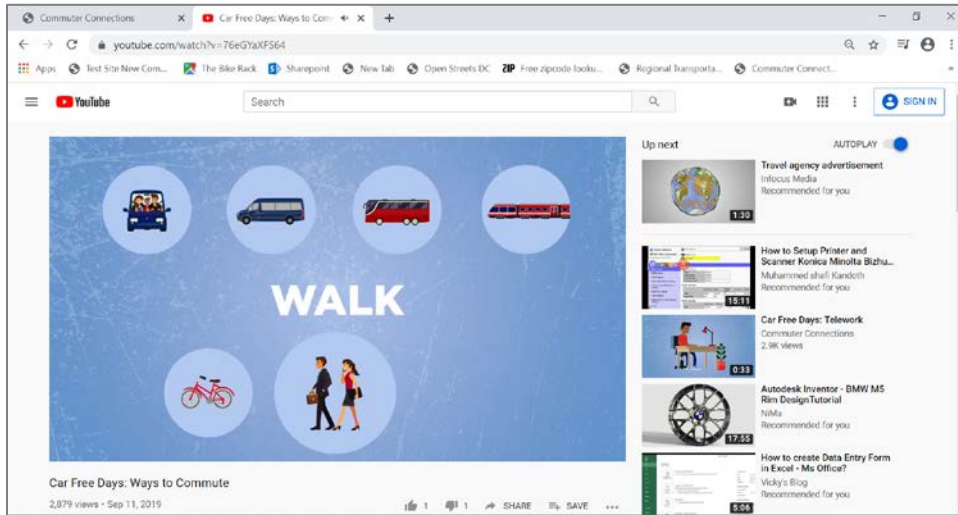 Commuter Connections
Car Free Days: Ways to Com
youtube.com/watch?v=76eGYaXFS64
Apps Test Site New Com... The Bike Rack Sharepoint New Tab Open Streets DC ZIP Free zipcode looku... Regional Transporta... Commuter Connect...
YouTube
Search
SIGN IN
WALK
Car Free Days: Ways to Commute
2,879 views · Sep 11, 2019
1 1 SHARE SAVE
Up next AUTOPLAY
Travel agency advertisement
Infocus Media
Recommended for you
1:30
How to Setup Printer and
Scanner Konica Minolta Bizhu...
Muhammed shafi Kandoth
Recommended for you
15:11
Car Free Days: Telework
Commuter Connections
2.9K views
0:33
Autodesk Inventor - BMW M5
Rim DesignTutorial
NiMa
Recommended for you
17:55
How to create Data Entry Form
in Excel - Ms Office?
Vicky's Blog
Recommended for you
5:06